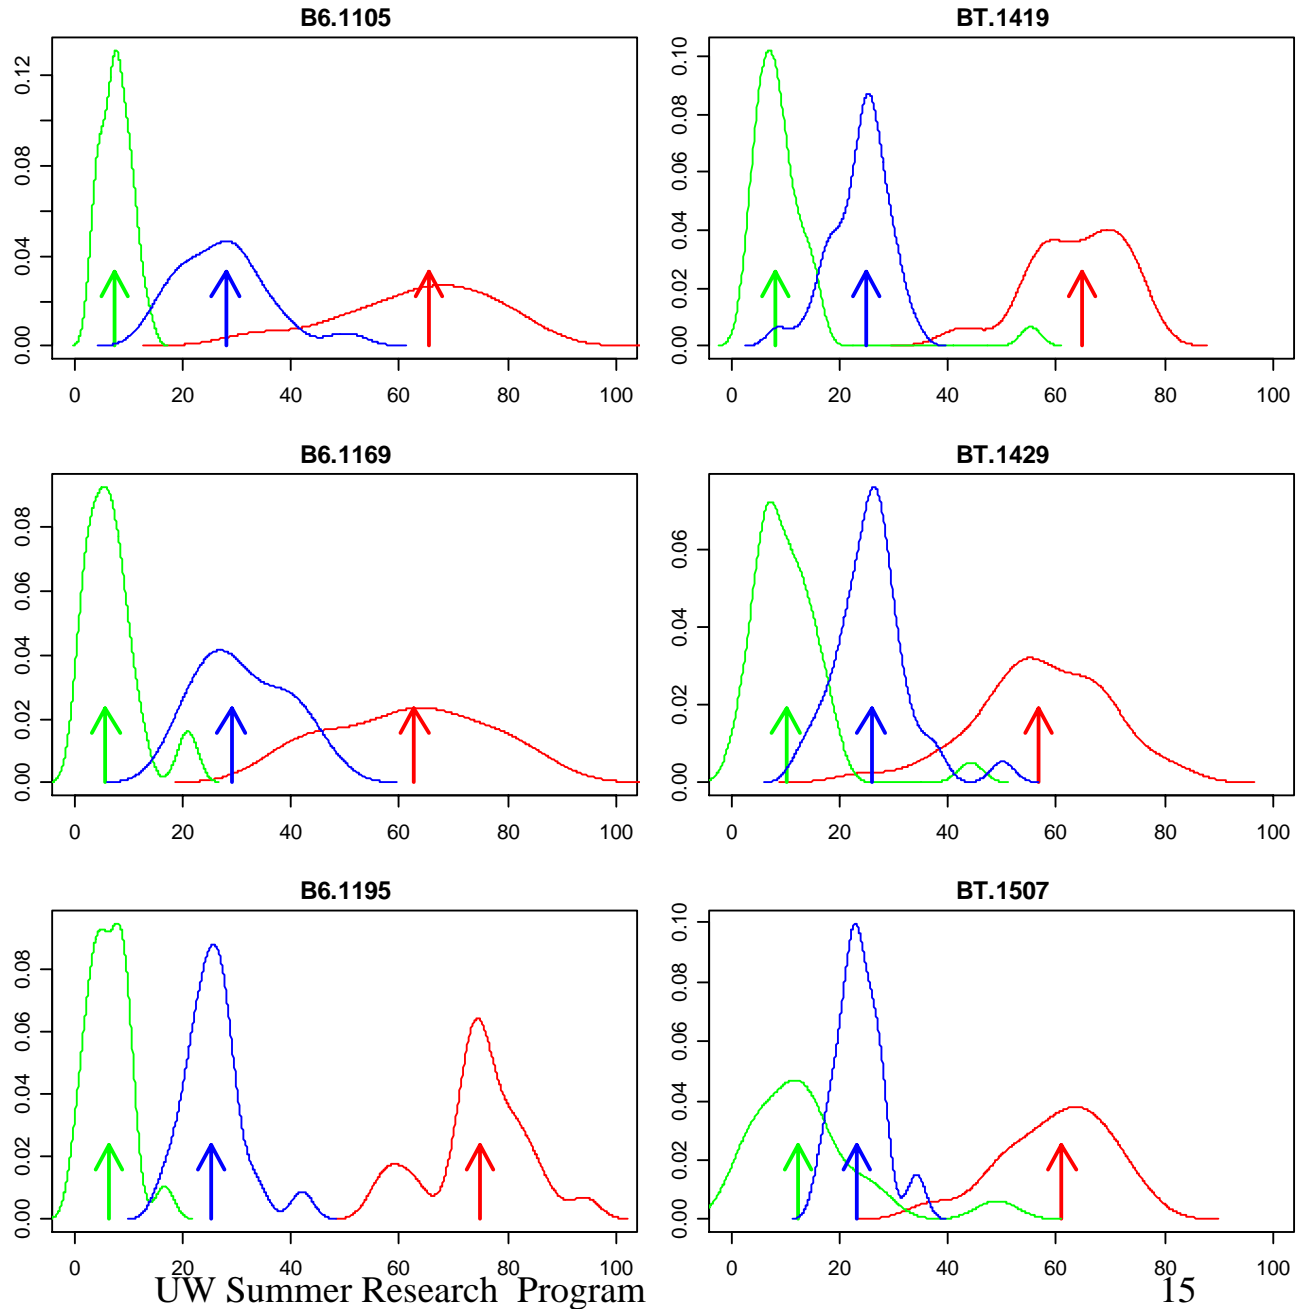 B6.1105
BT.1419
0.00 0.04 0.08 0.12
0 20 40 60 80 100
0.00 0.02 0.04 0.06 0.08 0.10
0 20 40 60 80 100
B6.1169
BT.1429
0.00 0.02 0.04 0.08
0 20 40 60 80 100
0.00 0.02 0.04 0.06
0 20 40 60 80 100
B6.1195
BT.1507
0.00 0.02 0.04 0.06 0.08
0 20 40 60 80 100
0.00 0.02 0.04 0.06 0.08 0.10
0 20 40 60 80 100
UW Summer Research Program 15